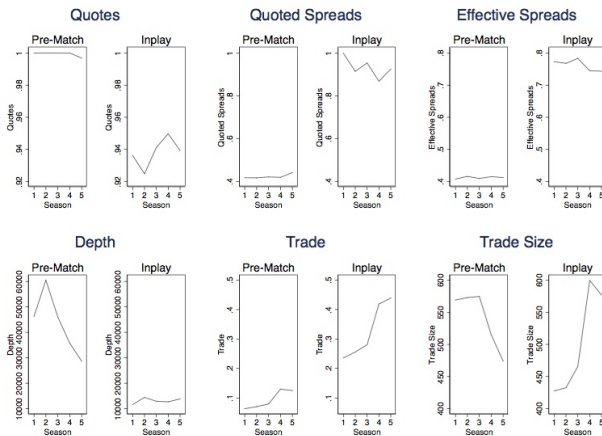 Quotes
Pre-Match
Inplay
Quotes
.92 .94 .96 .98 1
1 2 3 4 5
Season
Quotes
.92 .94 .96 .98 1
1 2 3 4 5
Season
Quoted Spreads
Pre-Match
Inplay
Quoted Spreads
.4 .6 .8 .1
1 2 3 4 5
Season
Quoted Spreads
.4 .6 .8 .1
1 2 3 4 5
Season
Effective Spreads
Pre-Match
Inplay
Effective Spreads
.4 .5 .6 .7 .8
1 2 3 4 5
Season
Effective Spreads
.4 .5 .6 .7 .8
1 2 3 4 5
Season
Depth
Pre-Match
Inplay
Depth
10000 20000 30000 40000 50000 60000
1 2 3 4 5
Season
Depth
10000 20000 30000 40000 50000 60000
1 2 3 4 5
Season
Trade
Pre-Match
Inplay
Trade
.1 .2 .3 .4 .5
1 2 3 4 5
Season
Trade
.1 .2 .3 .4 .5
1 2 3 4 5
Season
Trade Size
Pre-Match
Inplay
Trade Size
400 450 500 550 600
1 2 3 4 5
Season
Trade Size
400 450 500 550 600
1 2 3 4 5
Season